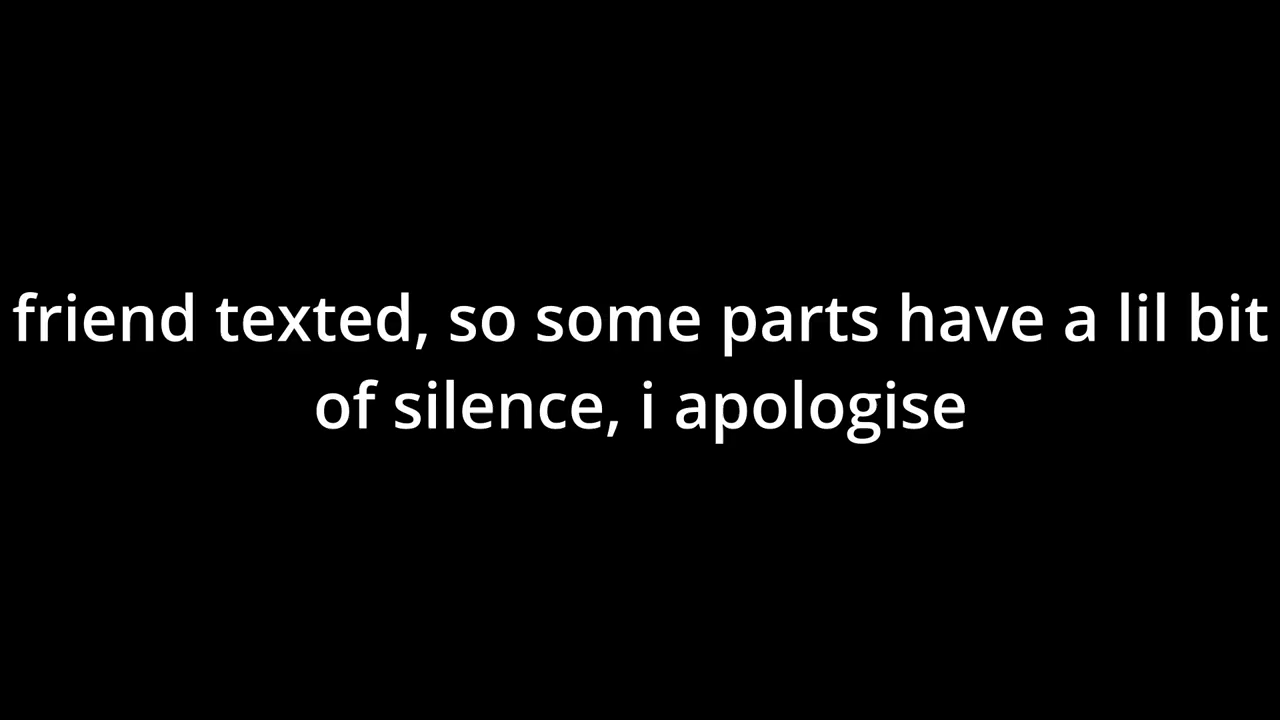 friend texted, so some parts have a lil bit
of silence, i apologise